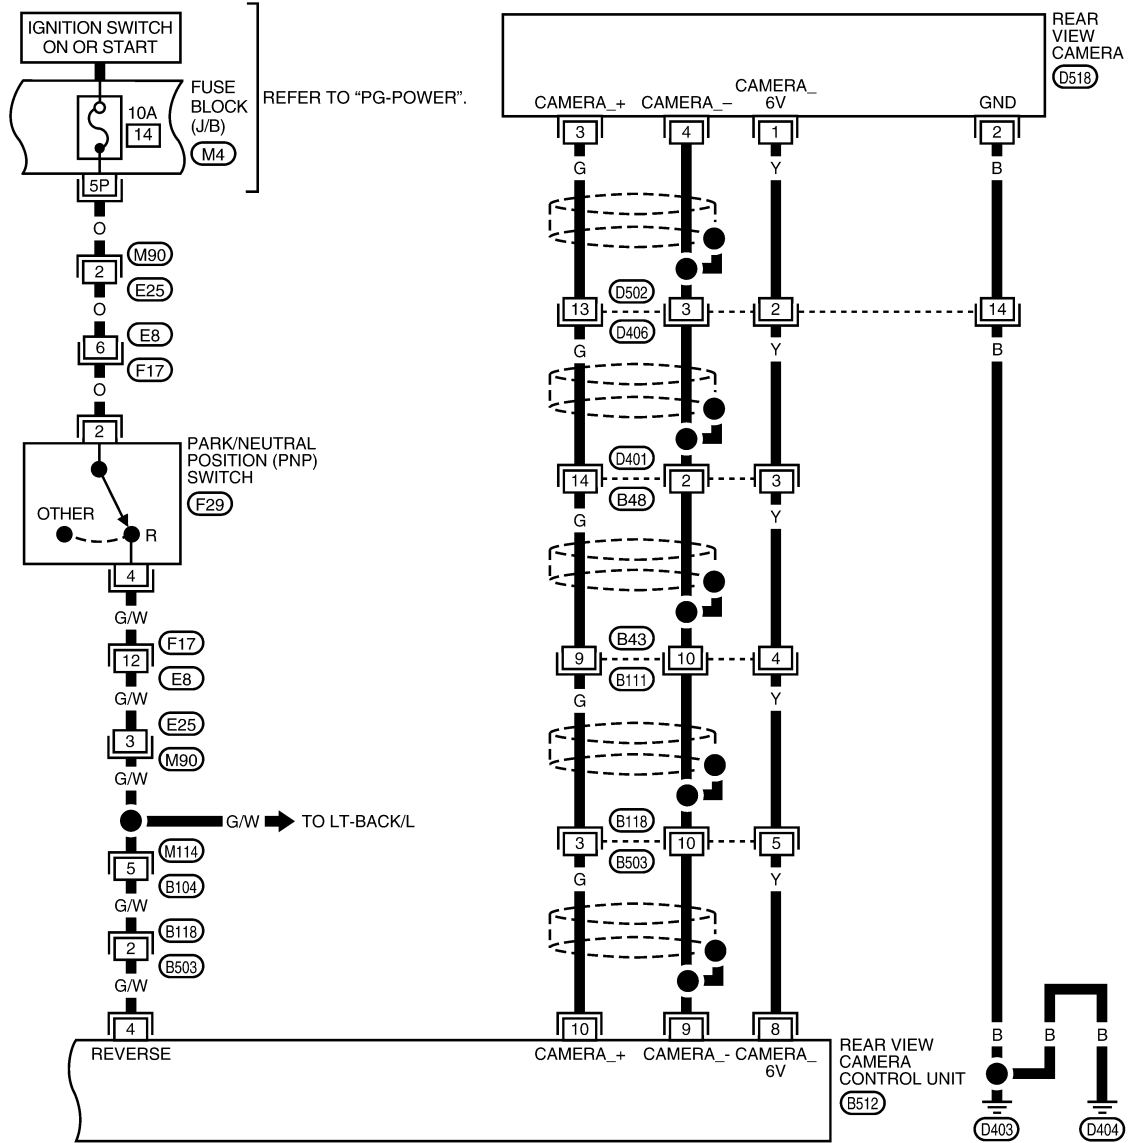 IGNITION SWITCH
ON OR START
FUSE
BLOCK
(J/B)
M4
10A
14
REFER TO “PG-POWER”.
5P
O
2
M90
E25
O
6
E8
F17
O
2
PARK/NEUTRAL
POSITION (PNP)
SWITCH
F29
OTHER
R
4
G/W
12
F17
E8
G/W
3
E25
M90
G/W
G/W
TO LT-BACK/L
5
M114
B104
G/W
2
B118
B503
G/W
4
REVERSE
REAR
VIEW
CAMERA
D518
CAMERA_+ CAMERA_– CAMERA_
6V
GND
3 4 1 2
G Y B
D502
13 3 2 14
D406
G Y B
D401
14 2 3
B48
G Y
B43
9 10 4
B111
G Y
B118
3 10 5
B503
G Y
10 9 8
CAMERA_+ CAMERA_- CAMERA_
6V
REAR VIEW
CAMERA
CONTROL UNIT
B512
B B B
D403 D404